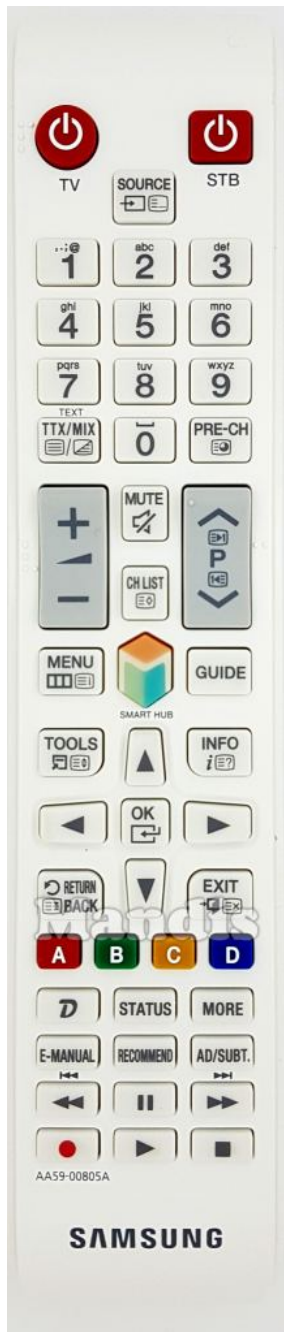 TV
STB
SOURCE
.-;@
abc
def
1
2
3
ghi
jkl
mno
4
5
6
pqrs
tuv
wxyz
7
8
9
TEXT
TTX/MIX
0
PRE-CH
MUTE
P
CH LIST
MENU
GUIDE
SMART HUB
TOOLS
INFO
i
OK
RETURN
BACK
EXIT
Mandis
A B C D
D
STATUS
MORE
E-MANUAL
RECOMMEND
AD/SUBT.
AA59-00805A
SAMSUNG